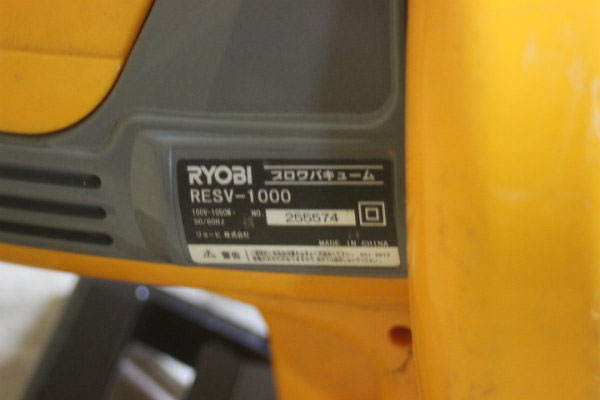 RYOBI ブロワバキューム
RESV-1000
100V-1050W-
50/60HZ NO. 255574
リョービ株式会社
MADE IN CHINA
⚠ 警告